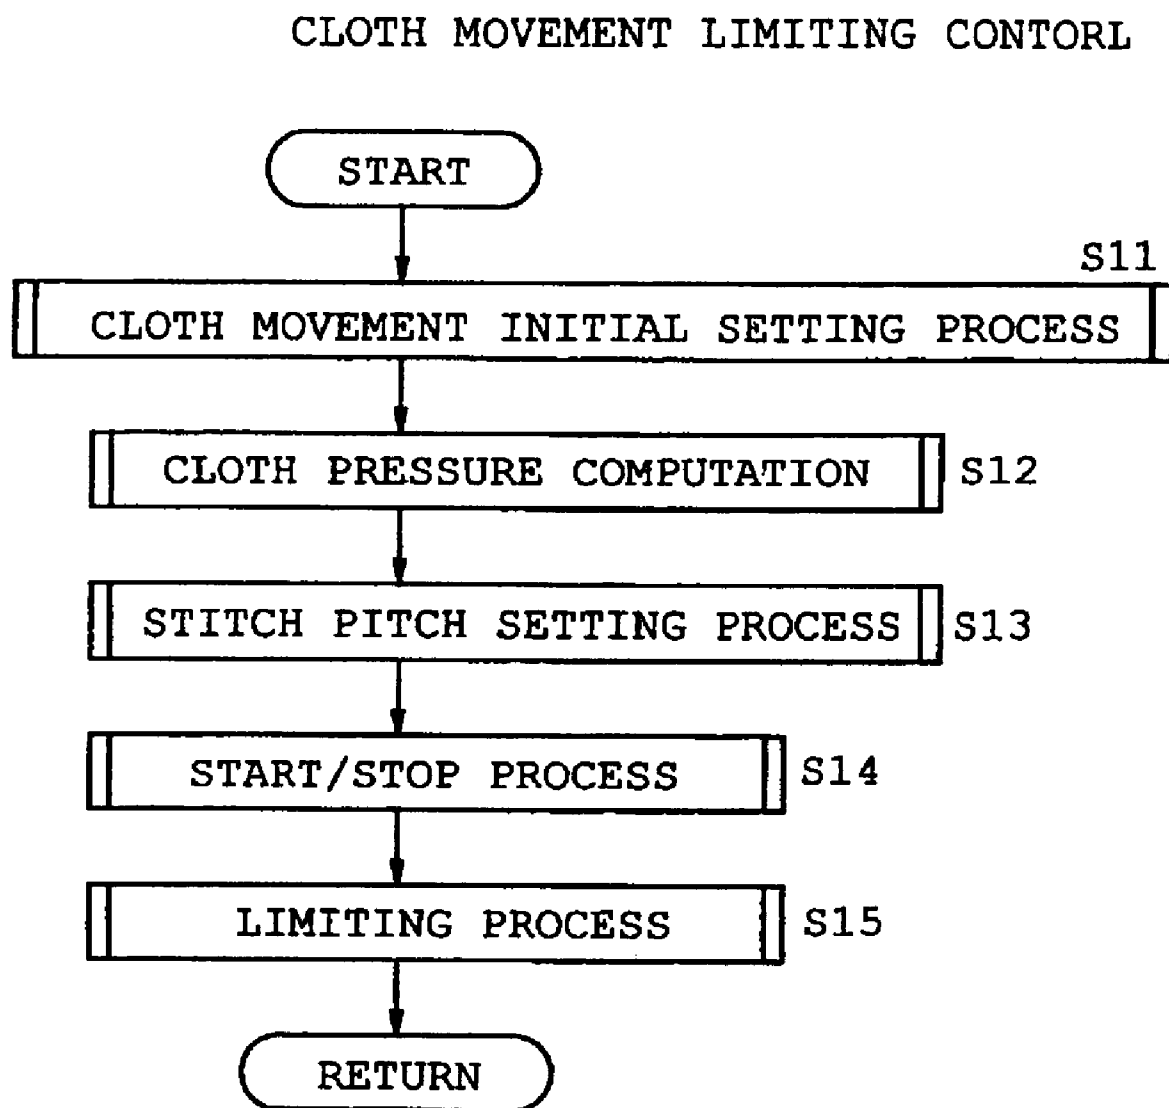 CLOTH MOVEMENT LIMITING CONTORL
START
S11
CLOTH MOVEMENT INITIAL SETTING PROCESS
CLOTH PRESSURE COMPUTATION S12
STITCH PITCH SETTING PROCESS S13
START/STOP PROCESS S14
LIMITING PROCESS S15
RETURN